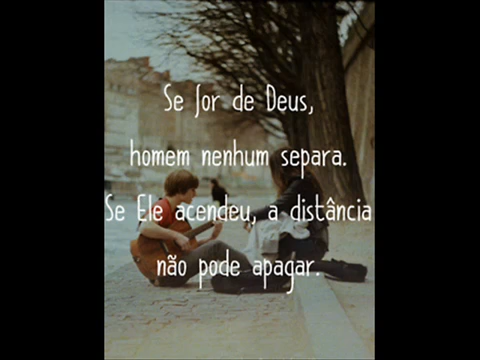 Se for de Deus,
homem nenhum separa.
Se Ele acendeu, a distância
não pode apagar.